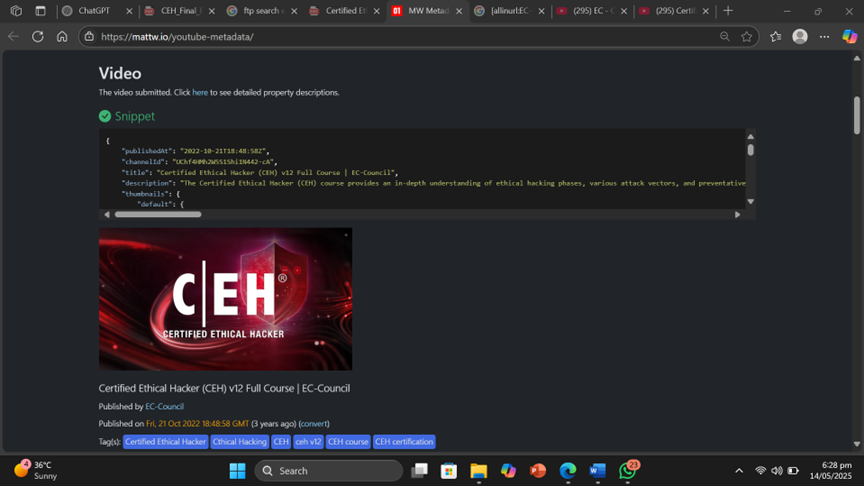 ChatGPT
CEH_Final_
ftp search e
Certified Et
MW Metad
[allinurl:EC-
(295) EC - C
(295) Certif
https://mattw.io/youtube-metadata/
Video
The video submitted. Click here to see detailed property descriptions.
Snippet
{
"publishedAt": "2022-10-21T18:48:58Z",
"channelId": "UChf4HMh2WSS1Shi1N442-cA",
"title": "Certified Ethical Hacker (CEH) v12 Full Course | EC-Council",
"description": "The Certified Ethical Hacker (CEH) course provides an in-depth understanding of ethical hacking phases, various attack vectors, and preventative
"thumbnails": {
"default": {
C|EH®
CERTIFIED ETHICAL HACKER
Certified Ethical Hacker (CEH) v12 Full Course | EC-Council
Published by EC-Council
Published on Fri, 21 Oct 2022 18:48:58 GMT (3 years ago) (convert)
Tag(s): Certified Ethical Hacker Cthical Hacking CEH ceh v12 CEH course CEH certification
4
36°C
Sunny
Search
23
6:28 pm
14/05/2025